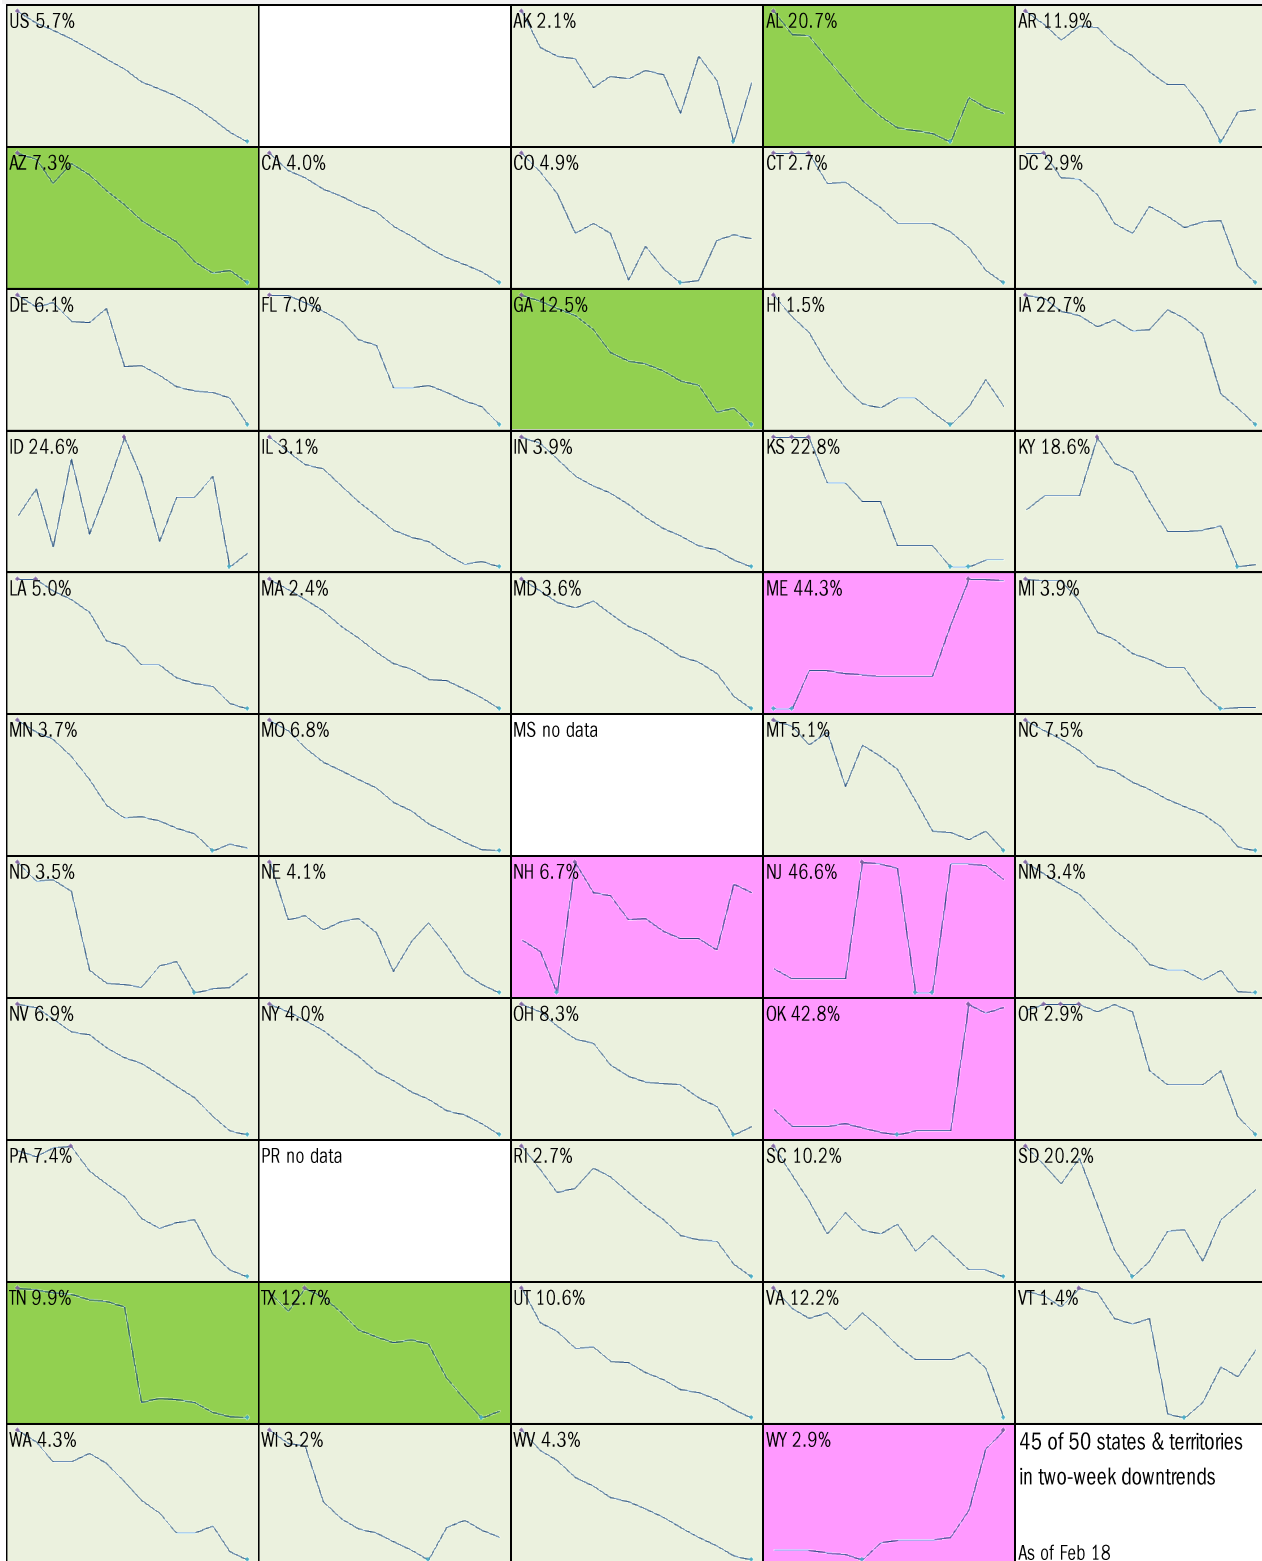 US 5.7%
AK 2.1%
AL 20.7%
AR 11.9%
AZ 7.3%
CA 4.0%
CO 4.9%
CT 2.7%
DC 2.9%
DE 6.1%
FL 7.0%
GA 12.5%
HI 1.5%
IA 22.7%
ID 24.6%
IL 3.1%
IN 3.9%
KS 22.8%
KY 18.6%
LA 5.0%
MA 2.4%
MD 3.6%
ME 44.3%
MI 3.9%
MN 3.7%
MO 6.8%
MS no data
MT 5.1%
NC 7.5%
ND 3.5%
NE 4.1%
NH 6.7%
NJ 46.6%
NM 3.4%
NV 6.9%
NY 4.0%
OH 8.3%
OK 42.8%
OR 2.9%
PA 7.4%
PR no data
RI 2.7%
SC 10.2%
SD 20.2%
TN 9.9%
TX 12.7%
UT 10.6%
VA 12.2%
VT 1.4%
WA 4.3%
WI 3.2%
WV 4.3%
WY 2.9%
45 of 50 states & territories
in two-week downtrends
As of Feb 18